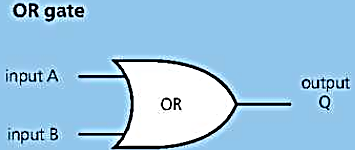 OR gate
input A
OR
output
Q
input B